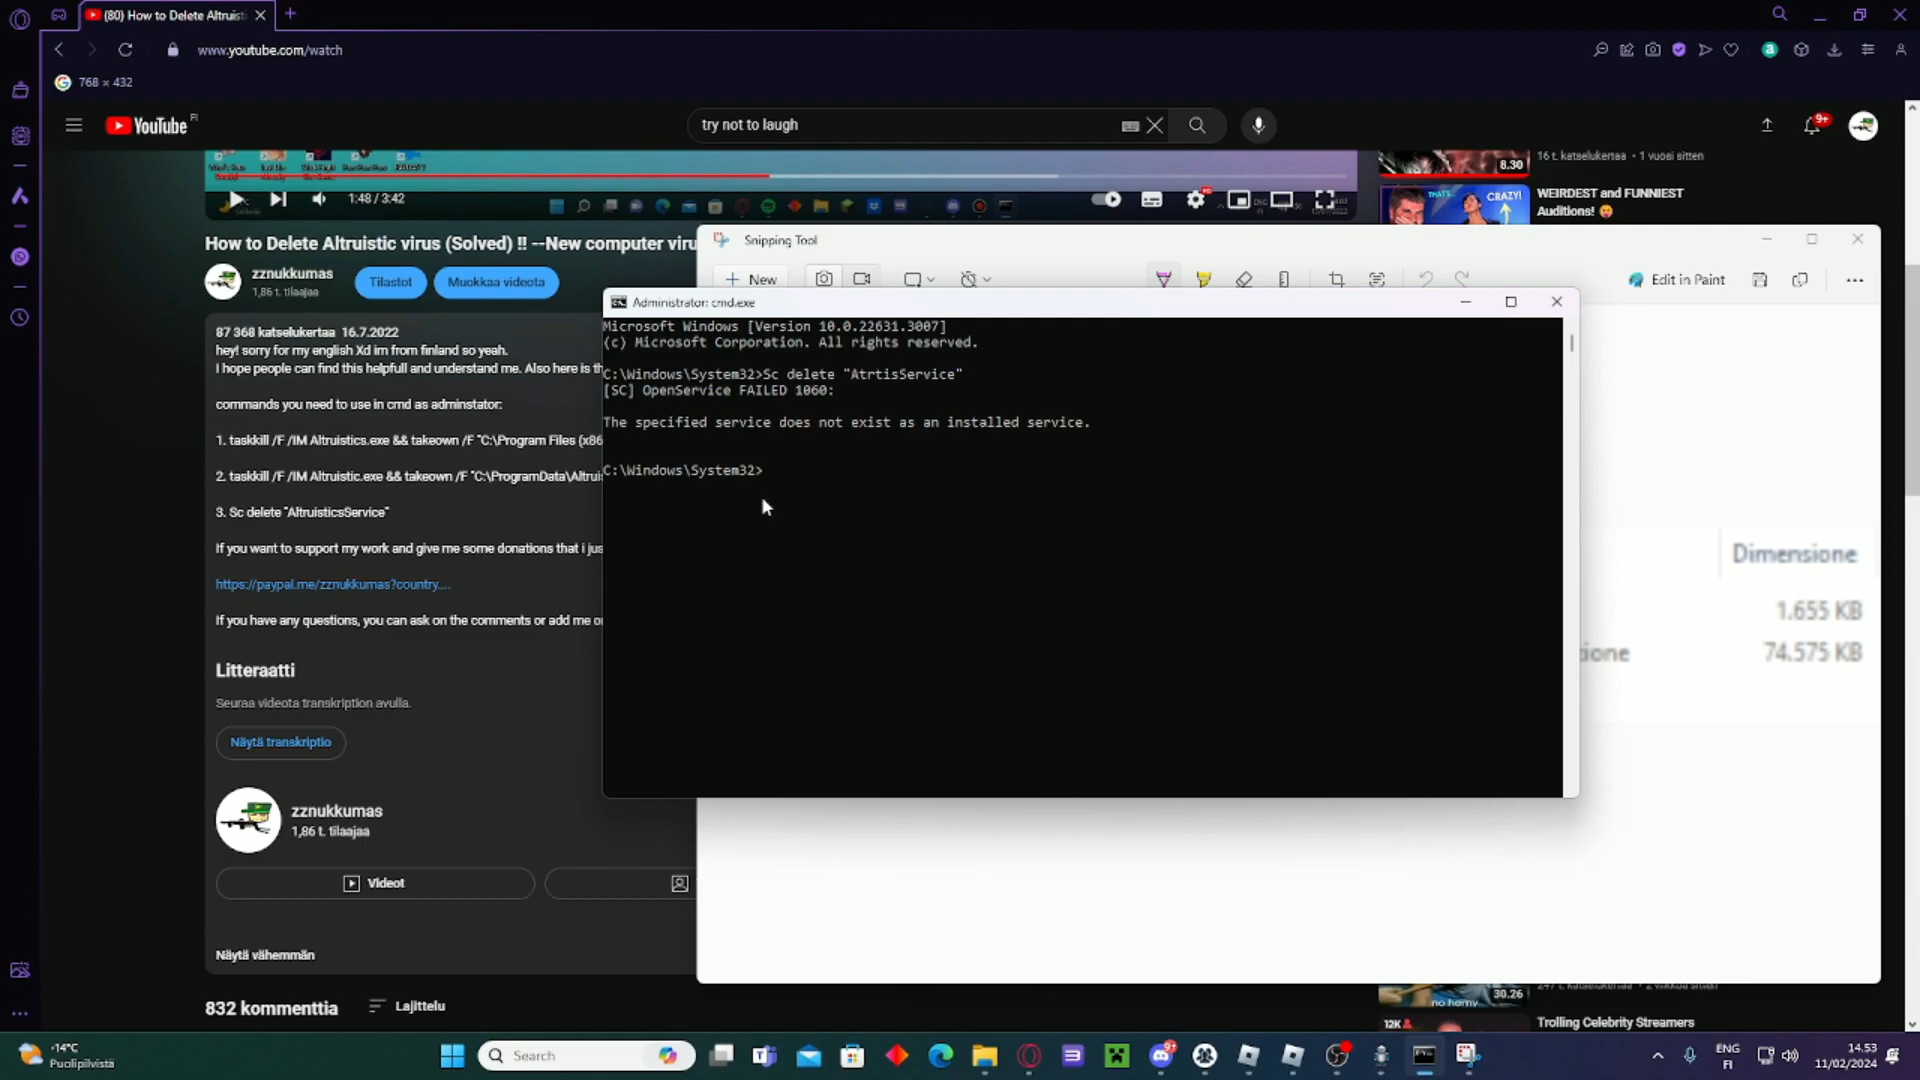 (80) How to Delete Altruist
www.youtube.com/watch
768 × 432
YouTube FI
try not to laugh
9+
1:48 / 3:42
8.30
16 t. katselukertaa • 1 vuosi sitten
THATS...
CRAZY!
WEIRDEST and FUNNIEST
Auditions!
How to Delete Altruistic virus (Solved) !! --New computer viru
zznukkumas
1,86 t. tilaajaa
Tilastot
Muokkaa videota
87 368 katselukertaa 16.7.2022
hey! sorry for my english Xd im from finland so yeah.
I hope people can find this helpfull and understand me. Also here is th
commands you need to use in cmd as adminstator:
1. taskkill /F /IM Altruistics.exe && takeown /F "C:\Program Files (x86
2. taskkill /F /IM Altruistic.exe && takeown /F "C:\ProgramData\Altrui
3. Sc delete "AltruisticsService"
If you want to support my work and give me some donations that i jus
https://paypal.me/zznukkumas?country....
If you have any questions, you can ask on the comments or add me o
Litteraatti
Seuraa videota transkription avulla.
Näytä transkriptio
zznukkumas
1,86 t. tilaajaa
Videot
Näytä vähemmän
832 kommenttia
Lajittelu
Snipping Tool
New
Edit in Paint
Administrator: cmd.exe
Microsoft Windows [Version 10.0.22631.3007]
(c) Microsoft Corporation. All rights reserved.
C:\Windows\System32>Sc delete "AtrtisService"
[SC] OpenService FAILED 1060:
The specified service does not exist as an installed service.
C:\Windows\System32>
Dimensione
1.655 KB
zione
74.575 KB
no horny
30.26
12K
Trolling Celebrity Streamers
-14°C
Puolipilvistä
Search
9+
ENG
FI
14.53
11/02/2024